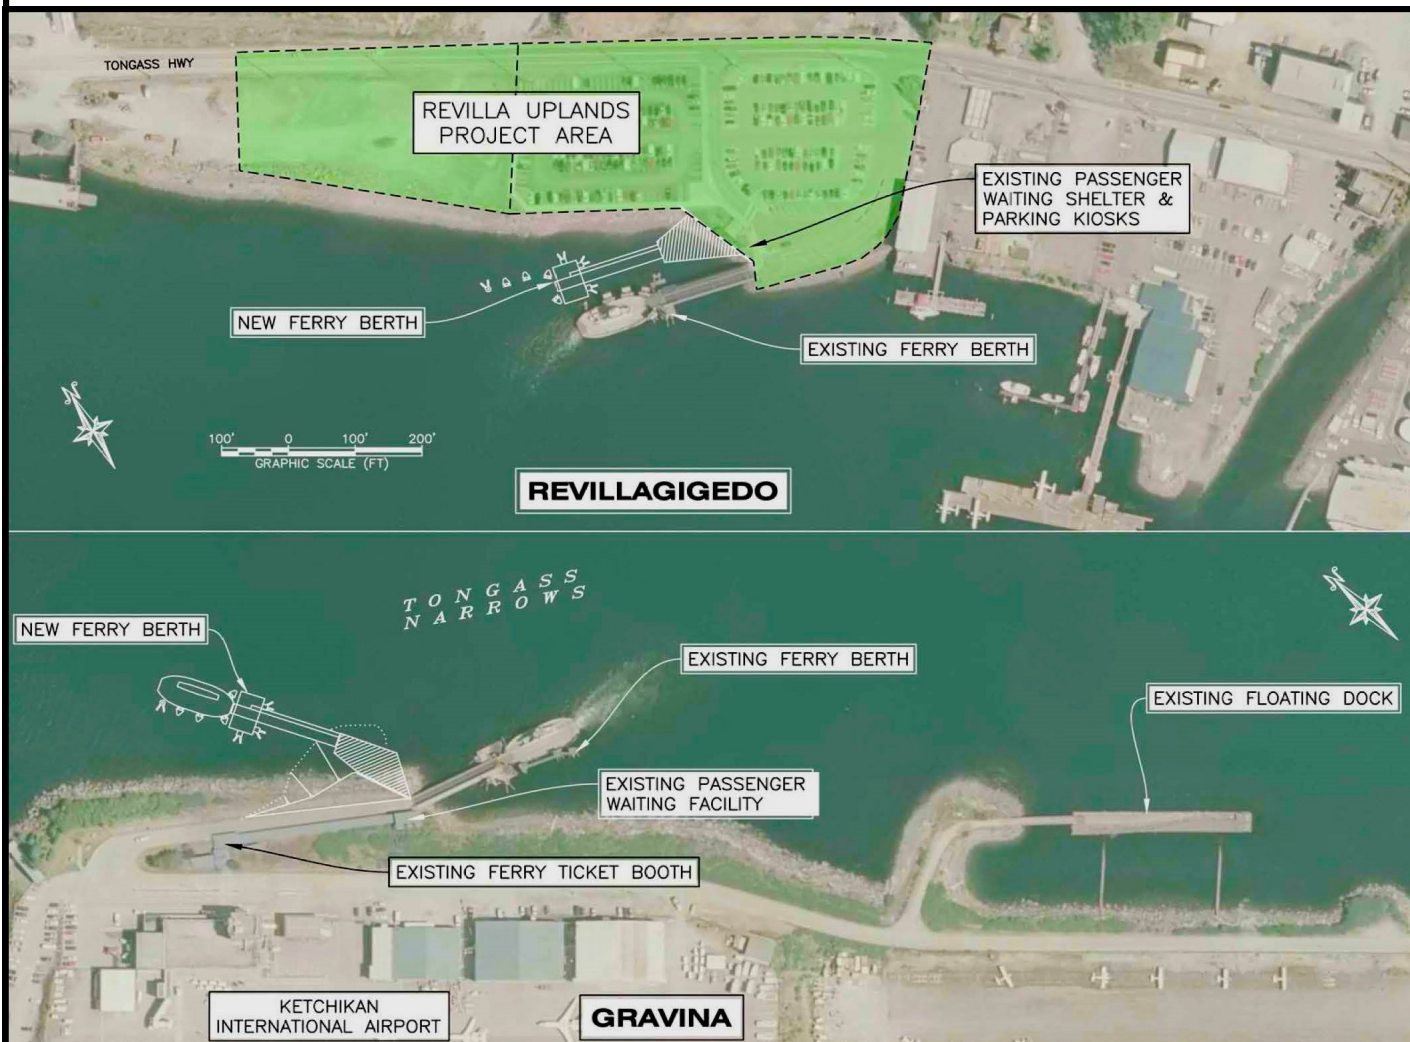 TONGASS HWY
REVILLA UPLANDS
PROJECT AREA
EXISTING PASSENGER
WAITING SHELTER &
PARKING KIOSKS
NEW FERRY BERTH
EXISTING FERRY BERTH
N
100' 0 100' 200'
GRAPHIC SCALE (FT)
REVILLAGIGEDO
TONGASS
NARROWS
N
NEW FERRY BERTH
EXISTING FERRY BERTH
EXISTING FLOATING DOCK
EXISTING PASSENGER
WAITING FACILITY
EXISTING FERRY TICKET BOOTH
KETCHIKAN
INTERNATIONAL AIRPORT
GRAVINA